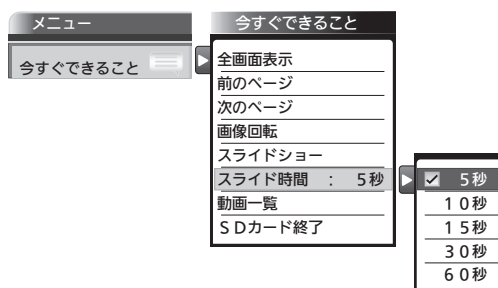 メニュー
今すぐできること
今すぐできること
全画面表示
前のページ
次のページ
画像回転
スライドショー
スライド時間 : 5秒
動画一覧
SDカード終了
5秒
10秒
15秒
30秒
60秒